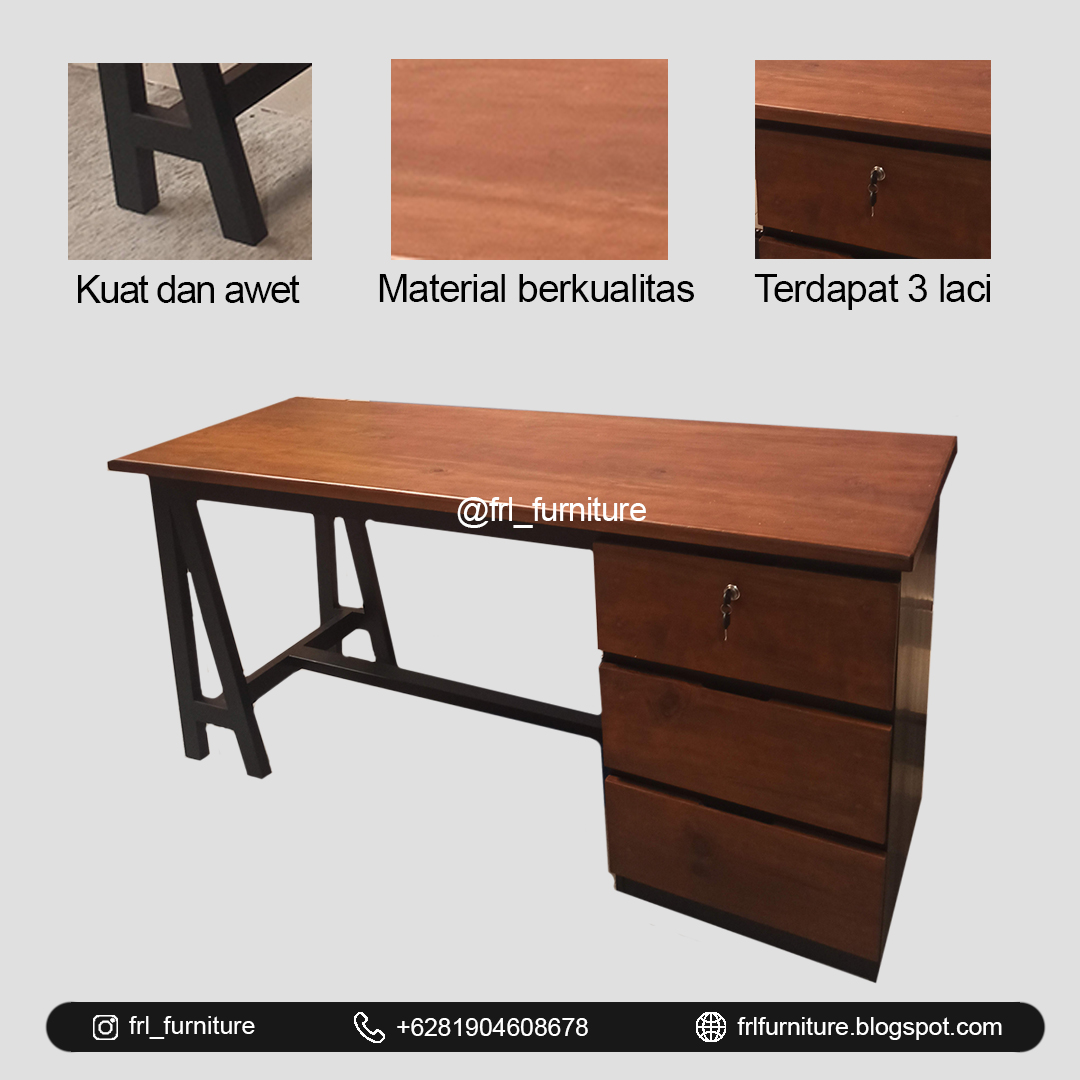 Kuat dan awet
Material berkualitas
Terdapat 3 laci
@frl_furniture
frl_furniture
+6281904608678
frlfurniture.blogspot.com